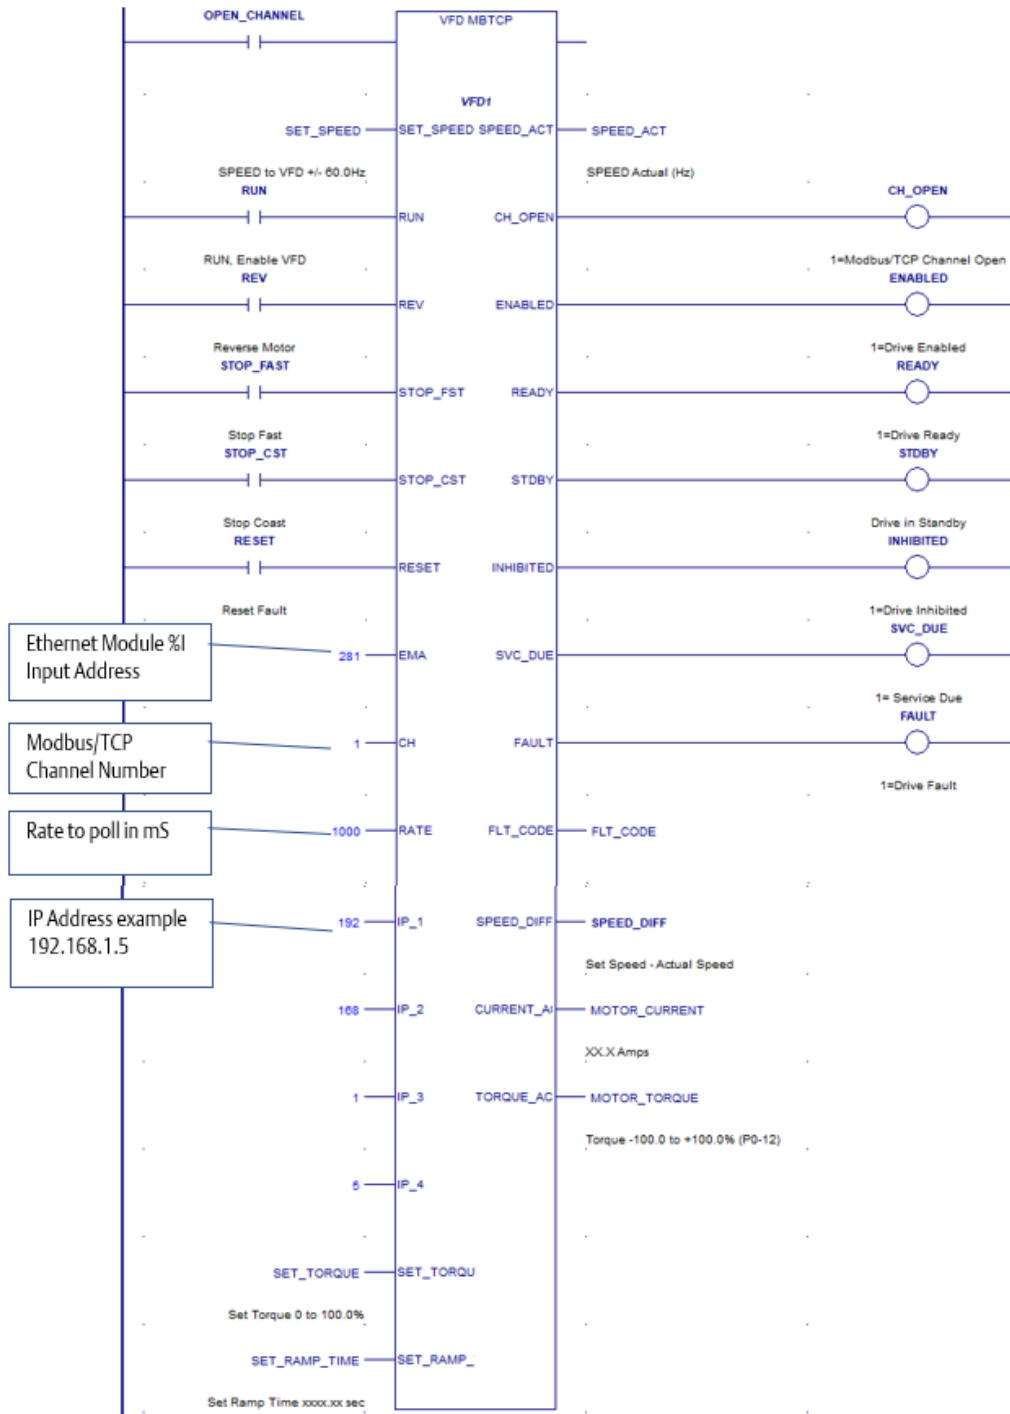 OPEN_CHANNEL
VFD MBTCP
VFD1
SET_SPEED SET_SPEED SPEED_ACT SPEED_ACT
SPEED to VFD +/- 60.0Hz SPEED Actual (Hz)
RUN CH_OPEN
RUN CH_OPEN
RUN, Enable VFD 1=Modbus/TCP Channel Open
REV ENABLED
REV ENABLED
Reverse Motor 1=Drive Enabled
STOP_FAST READY
STOP_FST READY
Stop Fast 1=Drive Ready
STOP_CST STDBY
STOP_CST STDBY
Stop Coast Drive in Standby
RESET INHIBITED
RESET INHIBITED
Reset Fault 1=Drive Inhibited
SVC_DUE
Ethernet Module %I
Input Address
281 EMA SVC_DUE
1= Service Due
FAULT
Modbus/TCP
Channel Number
1 CH FAULT
1=Drive Fault
Rate to poll in mS
1000 RATE FLT_CODE FLT_CODE
IP Address example
192.168.1.5
192 IP_1 SPEED_DIFF SPEED_DIFF
Set Speed - Actual Speed
168 IP_2 CURRENT_A( MOTOR_CURRENT
XX.X Amps
1 IP_3 TORQUE_AC MOTOR_TORQUE
Torque -100.0 to +100.0% (P0-12)
5 IP_4
SET_TORQUE SET_TORQU
Set Torque 0 to 100.0%
SET_RAMP_TIME SET_RAMP_
Set Ramp Time xxxx.xx sec